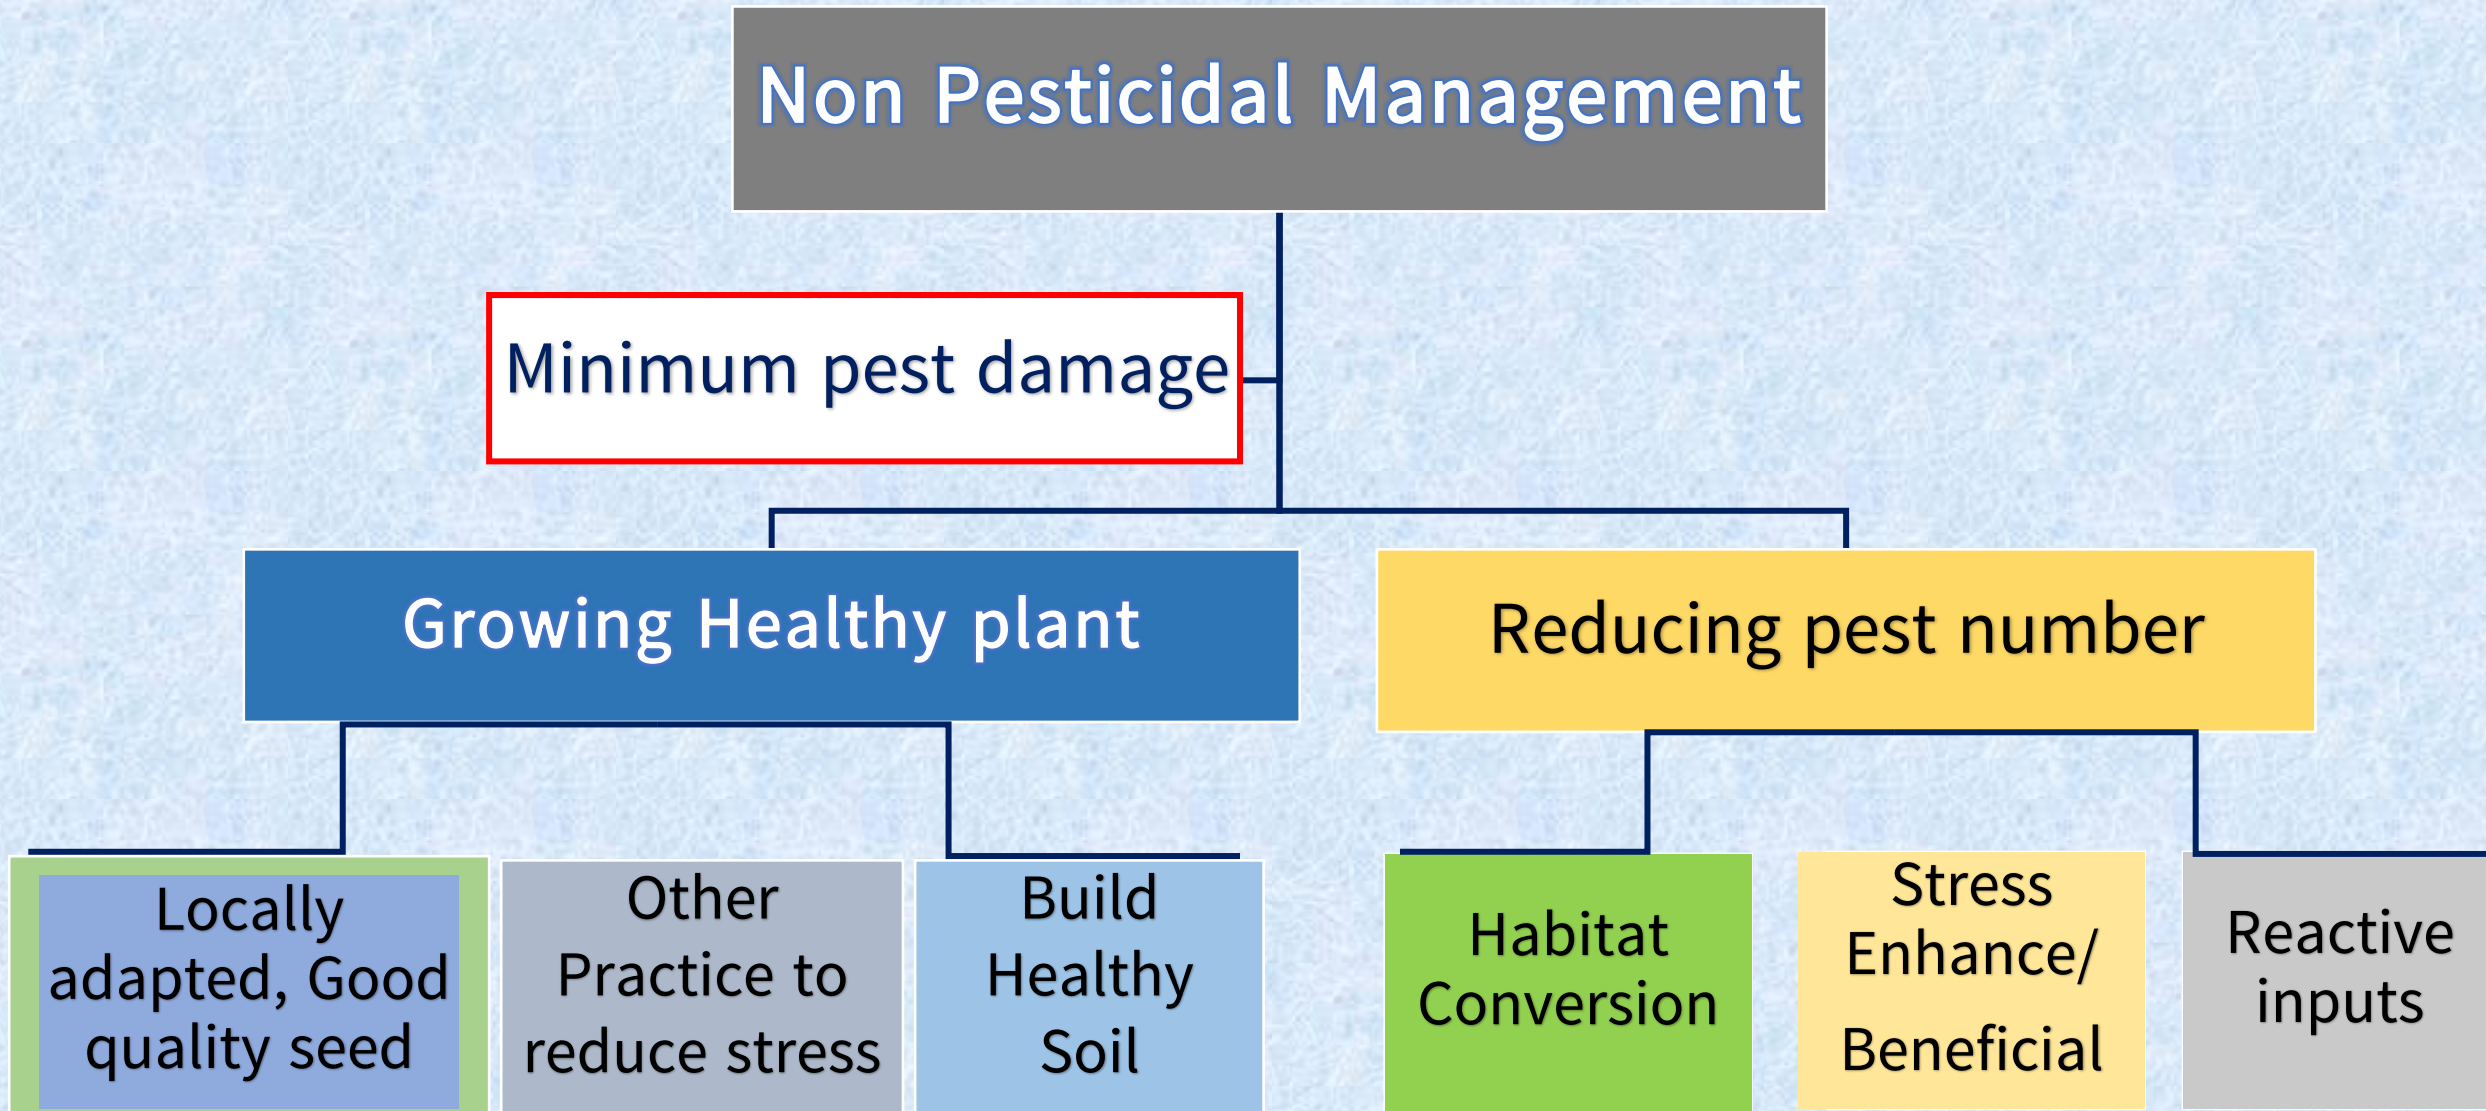 Non Pesticidal Management
Minimum pest damage
Growing Healthy plant
Reducing pest number
Locally
adapted, Good
quality seed
Other
Practice to
reduce stress
Build
Healthy
Soil
Habitat
Conversion
Stress
Enhance/
Beneficial
Reactive
inputs